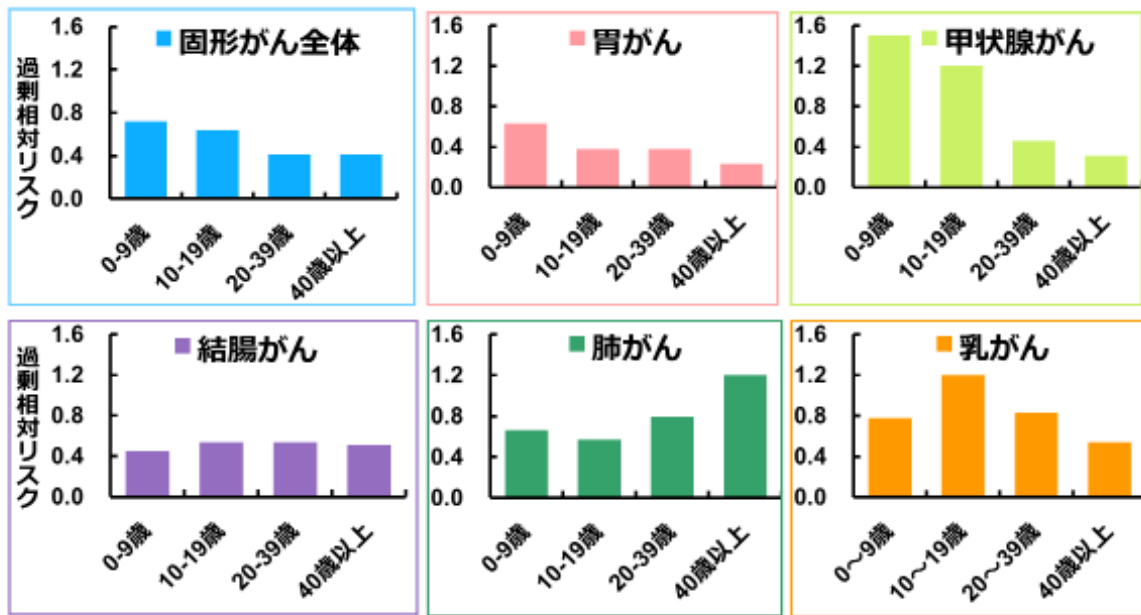 過剰相対リスク
1.6
1.2
0.8
0.4
0.0
固形がん全体
0-9歳
10-19歳
20-39歳
40歳以上
1.6
1.2
0.8
0.4
0.0
胃がん
0-9歳
10-19歳
20-39歳
40歳以上
1.6
1.2
0.8
0.4
0.0
甲状腺がん
0-9歳
10-19歳
20-39歳
40歳以上
過剰相対リスク
1.6
1.2
0.8
0.4
0.0
結腸がん
0-9歳
10-19歳
20-39歳
40歳以上
1.6
1.2
0.8
0.4
0.0
肺がん
0-9歳
10-19歳
20-39歳
40歳以上
1.6
1.2
0.8
0.4
0.0
乳がん
0～9歳
10～19歳
20～39歳
40歳以上